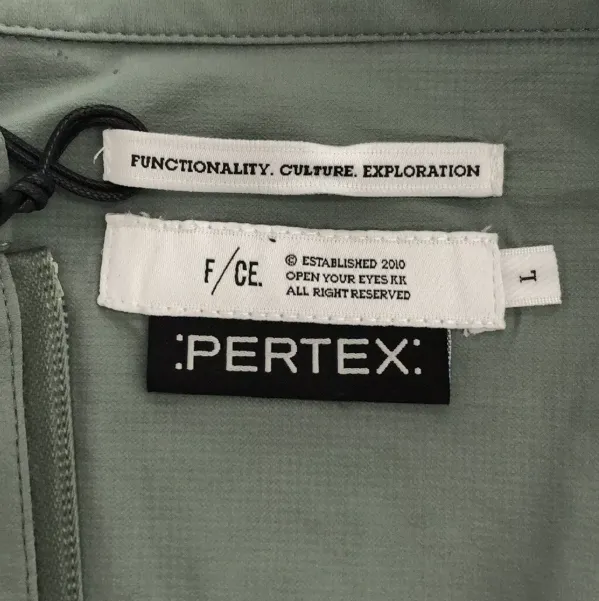 FUNCTIONALITY. CULTURE. EXPLORATION
F/CE.
© ESTABLISHED 2010
OPEN YOUR EYES KK
ALL RIGHT RESERVED
L
:PERTEX: